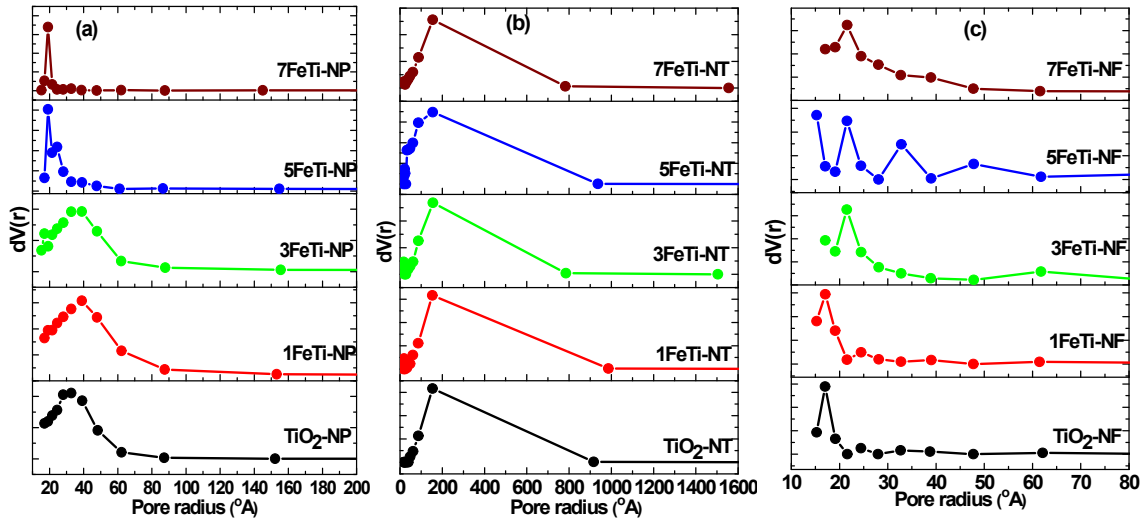 (a)
7FeTi-NP
5FeTi-NP
3FeTi-NP
1FeTi-NP
TiO2-NP
dV(r)
20 40 60 80 100 120 140 160 180 200
Pore radius (°A)
(b)
7FeTi-NT
5FeTi-NT
3FeTi-NT
1FeTi-NT
TiO2-NT
dV(r)
0 200 400 600 800 1000 1200 1400 1600
Pore radius (°A)
(c)
7FeTi-NF
5FeTi-NF
3FeTi-NF
1FeTi-NF
TiO2-NF
dV(r)
10 20 30 40 50 60 70 80
Pore radius (°A)